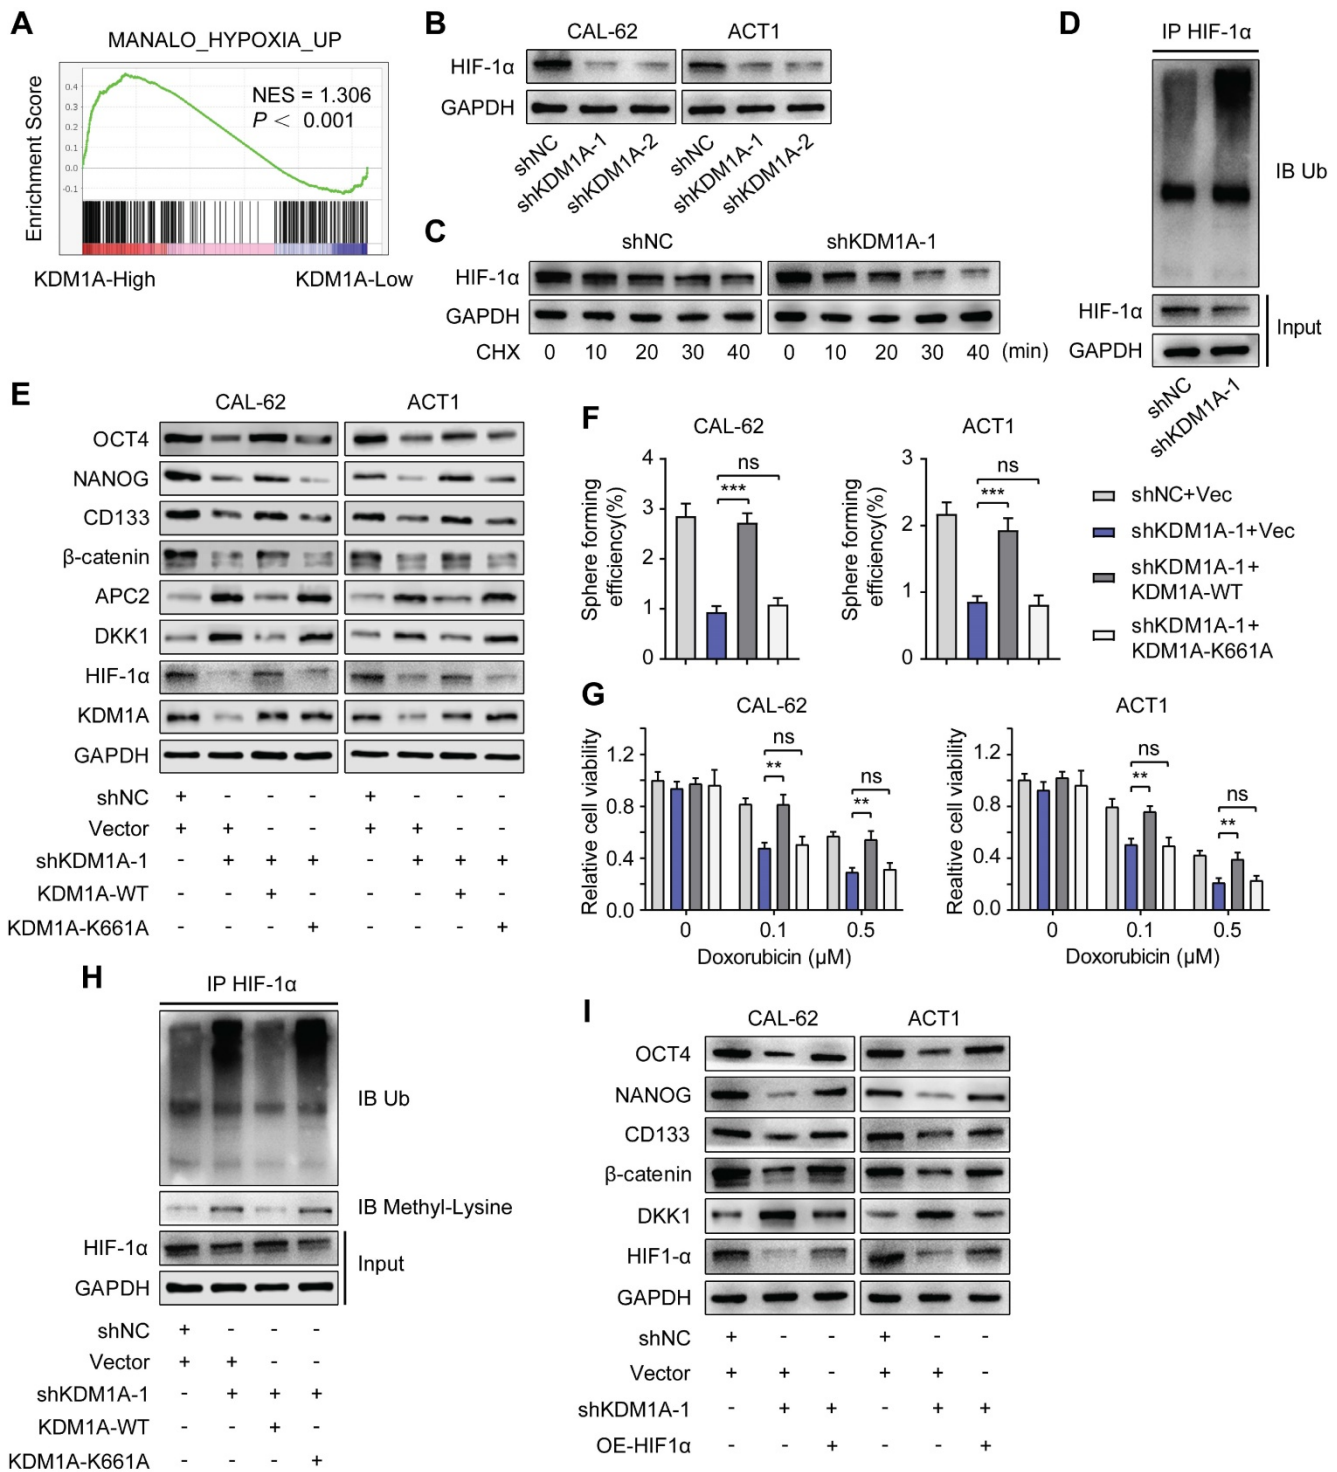 A
MANALO_HYPOXIA_UP
Enrichment Score
0.4
0.3
0.2
0.1
0.0
-0.1
NES = 1.306
P < 0.001
KDM1A-High KDM1A-Low
B
CAL-62 ACT1
HIF-1α
GAPDH
shNC shKDM1A-1 shKDM1A-2 shNC shKDM1A-1 shKDM1A-2
C
shNC shKDM1A-1
HIF-1α
GAPDH
CHX 0 10 20 30 40 0 10 20 30 40 (min)
D
IP HIF-1α
IB Ub
HIF-1α
GAPDH
Input
shNC shKDM1A-1
E
CAL-62 ACT1
OCT4
NANOG
CD133
β-catenin
APC2
DKK1
HIF-1α
KDM1A
GAPDH
shNC + - - - + - - -
Vector + + - - + + - -
shKDM1A-1 - + + + - + + +
KDM1A-WT - - + - - - + -
KDM1A-K661A - - - + - - - +
F
CAL-62
Sphere forming
efficiency(%)
4
3
2
1
0
ns
***
ACT1
Sphere forming
efficiency(%)
3
2
1
0
ns
***
shNC+Vec
shKDM1A-1+Vec
shKDM1A-1+
KDM1A-WT
shKDM1A-1+
KDM1A-K661A
G
CAL-62
Relative cell viability
1.2
0.8
0.4
0.0
ns
**
ns
**
0 0.1 0.5
Doxorubicin (μM)
ACT1
Realtive cell viability
1.2
0.8
0.4
0.0
ns
**
ns
**
0 0.1 0.5
Doxorubicin (μM)
H
IP HIF-1α
IB Ub
IB Methyl-Lysine
HIF-1α
GAPDH
Input
shNC + - - -
Vector + + - -
shKDM1A-1 - + + +
KDM1A-WT - - + -
KDM1A-K661A - - - +
I
CAL-62 ACT1
OCT4
NANOG
CD133
β-catenin
DKK1
HIF1-α
GAPDH
shNC + - - + - -
Vector + + - + + -
shKDM1A-1 - + + - + +
OE-HIF1α - - + - - +